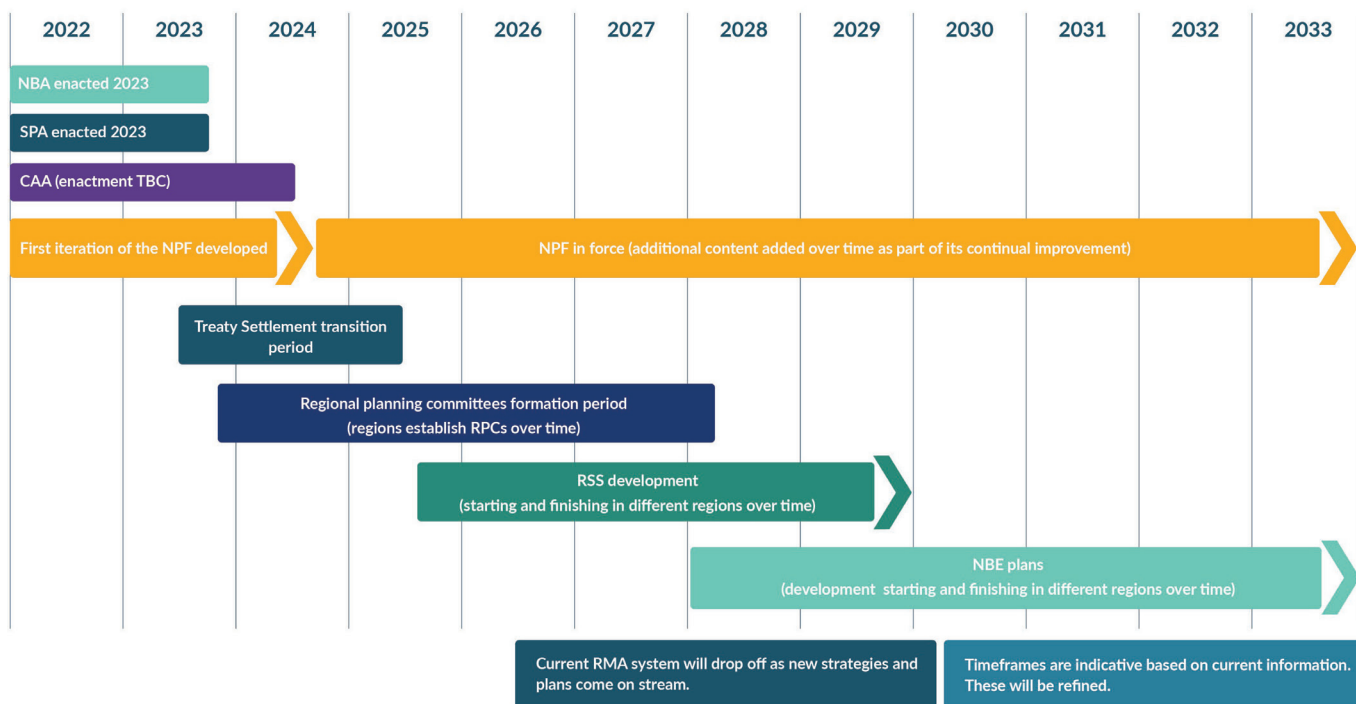 2022 2023 2024 2025 2026 2027 2028 2029 2030 2031 2032 2033
NBA enacted 2023
SPA enacted 2023
CAA (enactment TBC)
First iteration of the NPF developed
NPF in force (additional content added over time as part of its continual improvement)
Treaty Settlement transition
period
Regional planning committees formation period
(regions establish RPCs over time)
RSS development
(starting and finishing in different regions over time)
NBE plans
(development starting and finishing in different regions over time)
Current RMA system will drop off as new strategies and
plans come on stream.
Timeframes are indicative based on current information.
These will be refined.